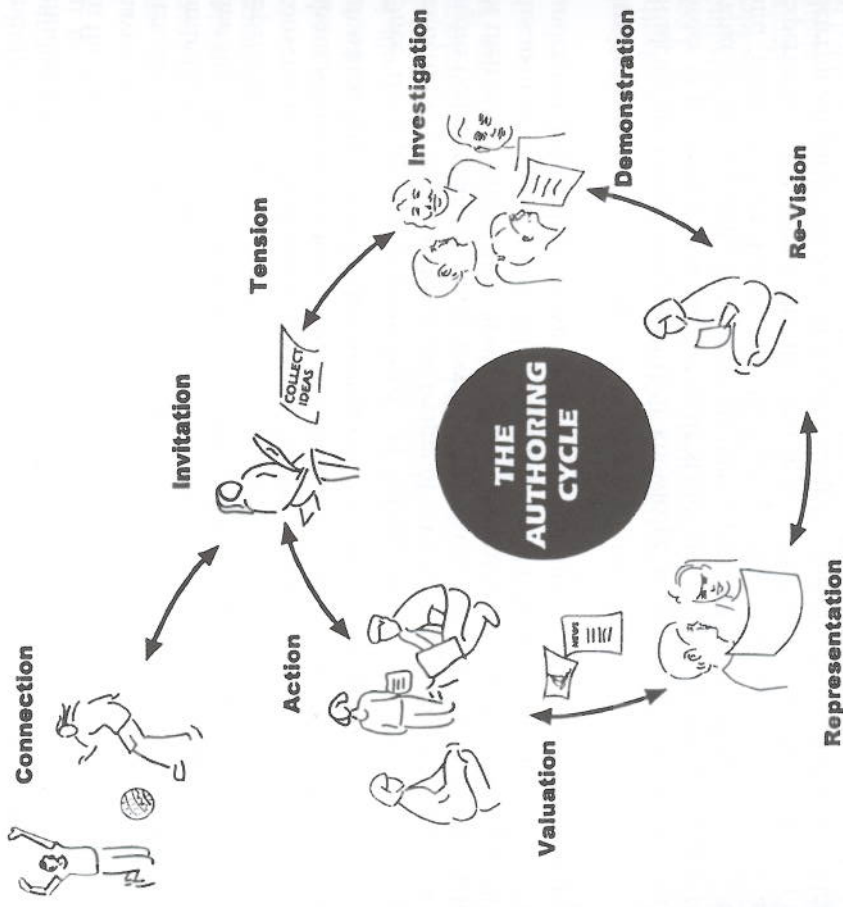 Connection
Invitation
Tension
COLLECT
IDEAS
Investigation
Demonstration
Re-Vision
Representation
Valuation
NEWS
Action
THE
AUTHORING
CYCLE